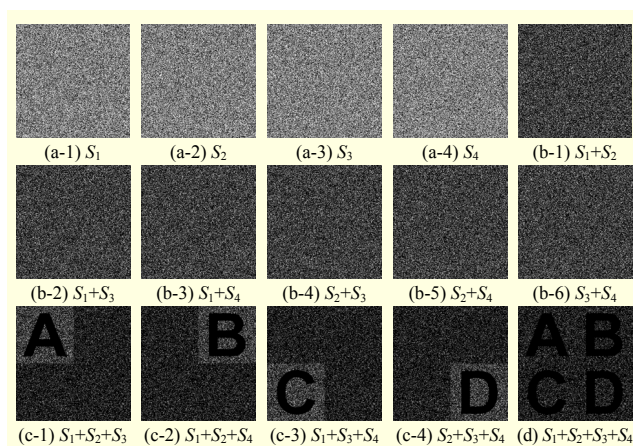 (a-1) S₁ (a-2) S₂ (a-3) S₃ (a-4) S₄ (b-1) S₁+S₂
(b-2) S₁+S₃ (b-3) S₁+S₄ (b-4) S₂+S₃ (b-5) S₂+S₄ (b-6) S₃+S₄
A B C D A B
C D
(c-1) S₁+S₂+S₃ (c-2) S₁+S₂+S₄ (c-3) S₁+S₃+S₄ (c-4) S₂+S₃+S₄ (d) S₁+S₂+S₃+S₄